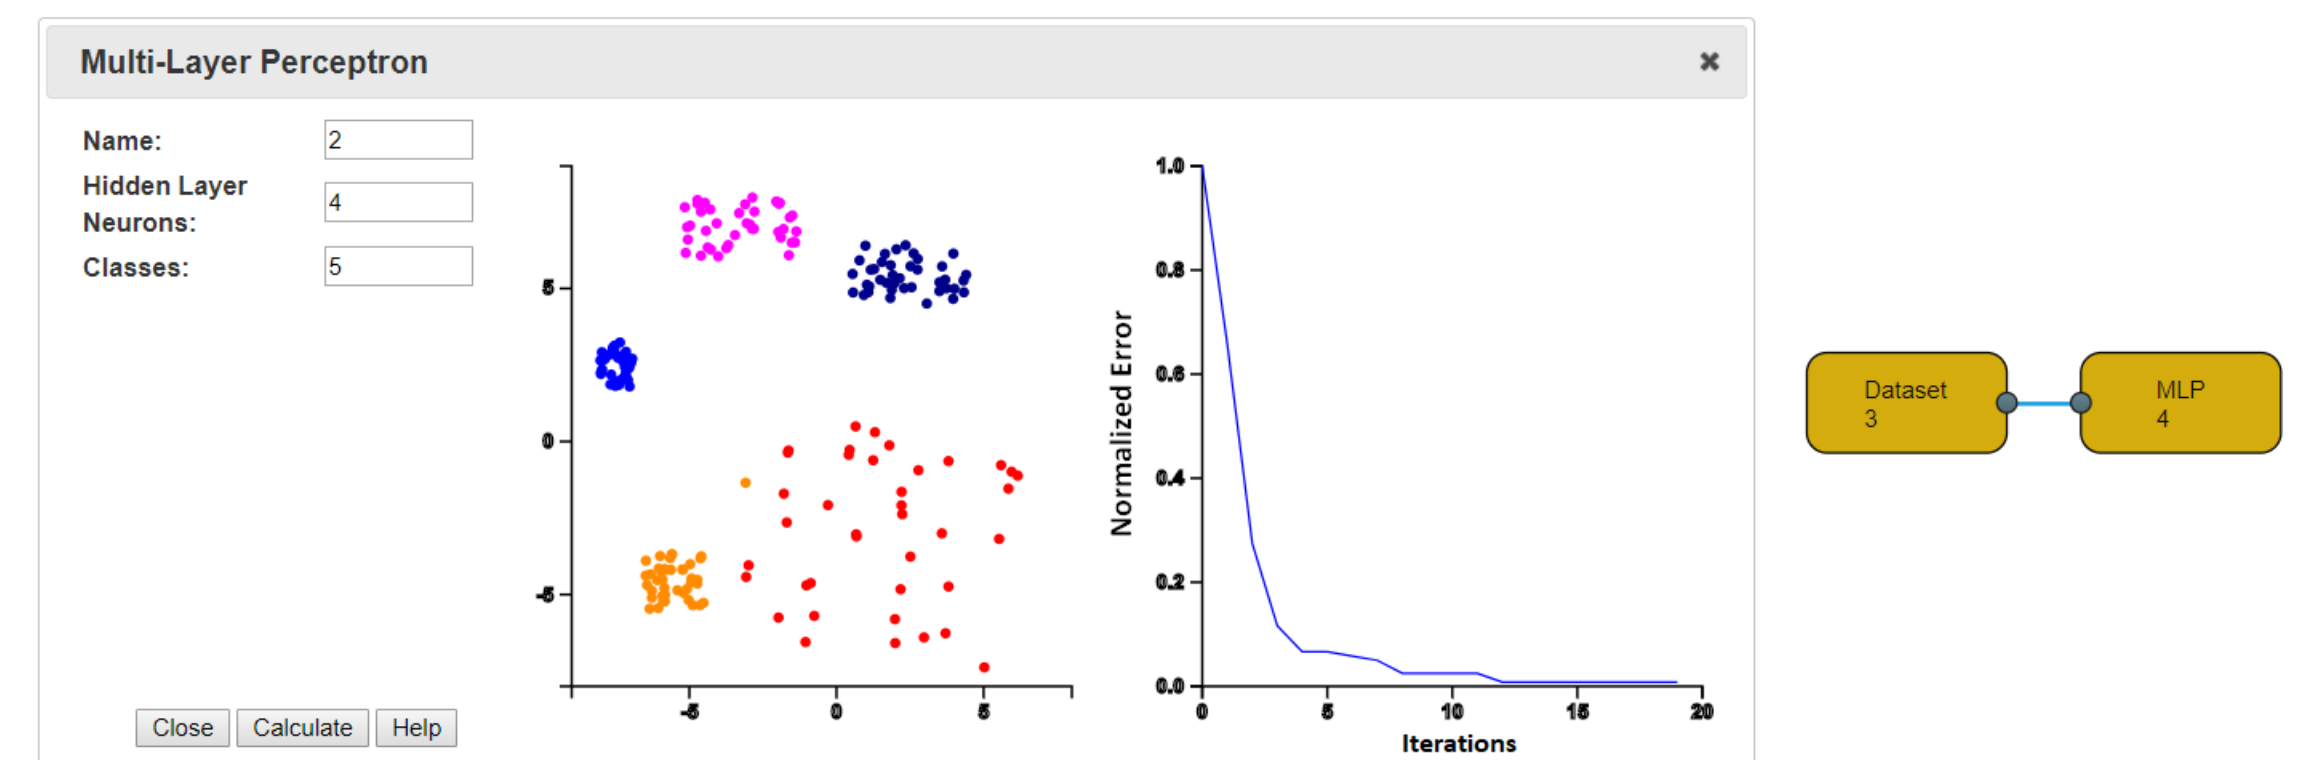 Multi-Layer Perceptron
✖
Name:
2
Hidden Layer
Neurons:
4
Classes:
5
Close
Calculate
Help
5
0
-5
-5
0
5
Normalized Error
1.0
0.8
0.6
0.4
0.2
0.0
0
5
10
15
20
Iterations
Dataset
3
MLP
4